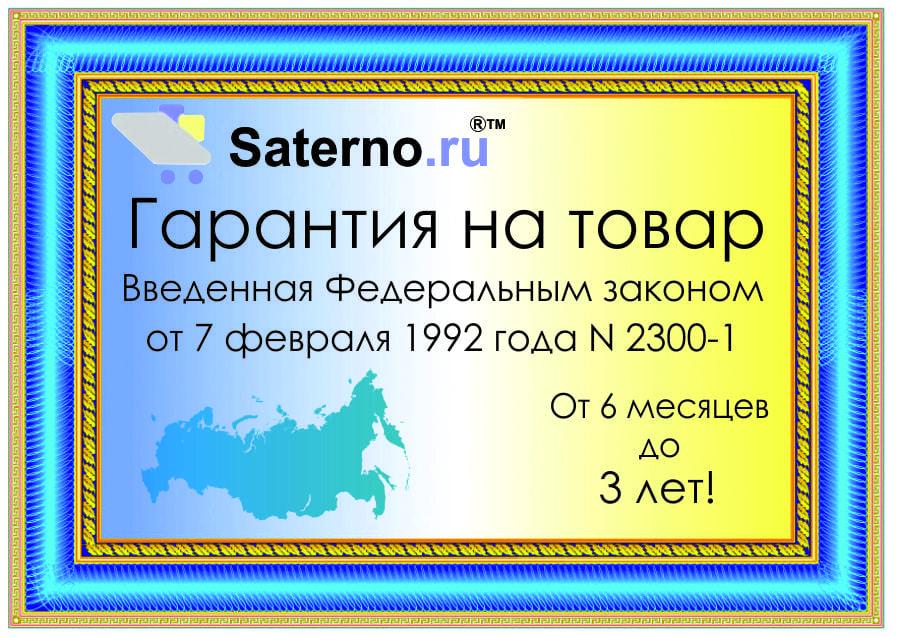 Saterno.ru®™
Гарантия на товар
Введенная Федеральным законом
от 7 февраля 1992 года N 2300-1
От 6 месяцев
до
3 лет!